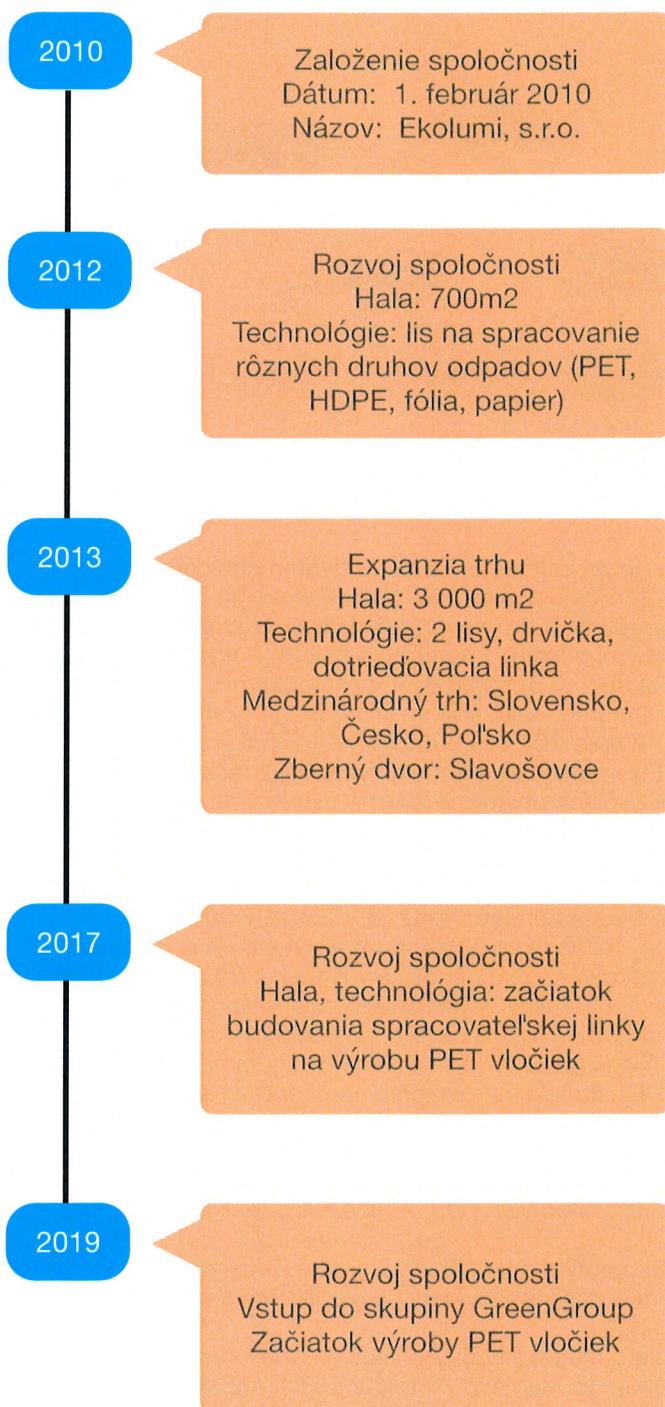 2010
Založenie spoločnosti
Dátum: 1. február 2010
Názov: Ekolumi, s.r.o.
2012
Rozvoj spoločnosti
Hala: 700m2
Technológie: lis na spracovanie
rôznych druhov odpadov (PET,
HDPE, fólia, papier)
2013
Expanzia trhu
Hala: 3 000 m2
Technológie: 2 lisy, drvička,
dotrieďovacia linka
Medzinárodný trh: Slovensko,
Česko, Poľsko
Zberný dvor: Slavošovce
2017
Rozvoj spoločnosti
Hala, technológia: začiatok
budovania spracovateľskej linky
na výrobu PET vločiek
2019
Rozvoj spoločnosti
Vstup do skupiny GreenGroup
Začiatok výroby PET vločiek